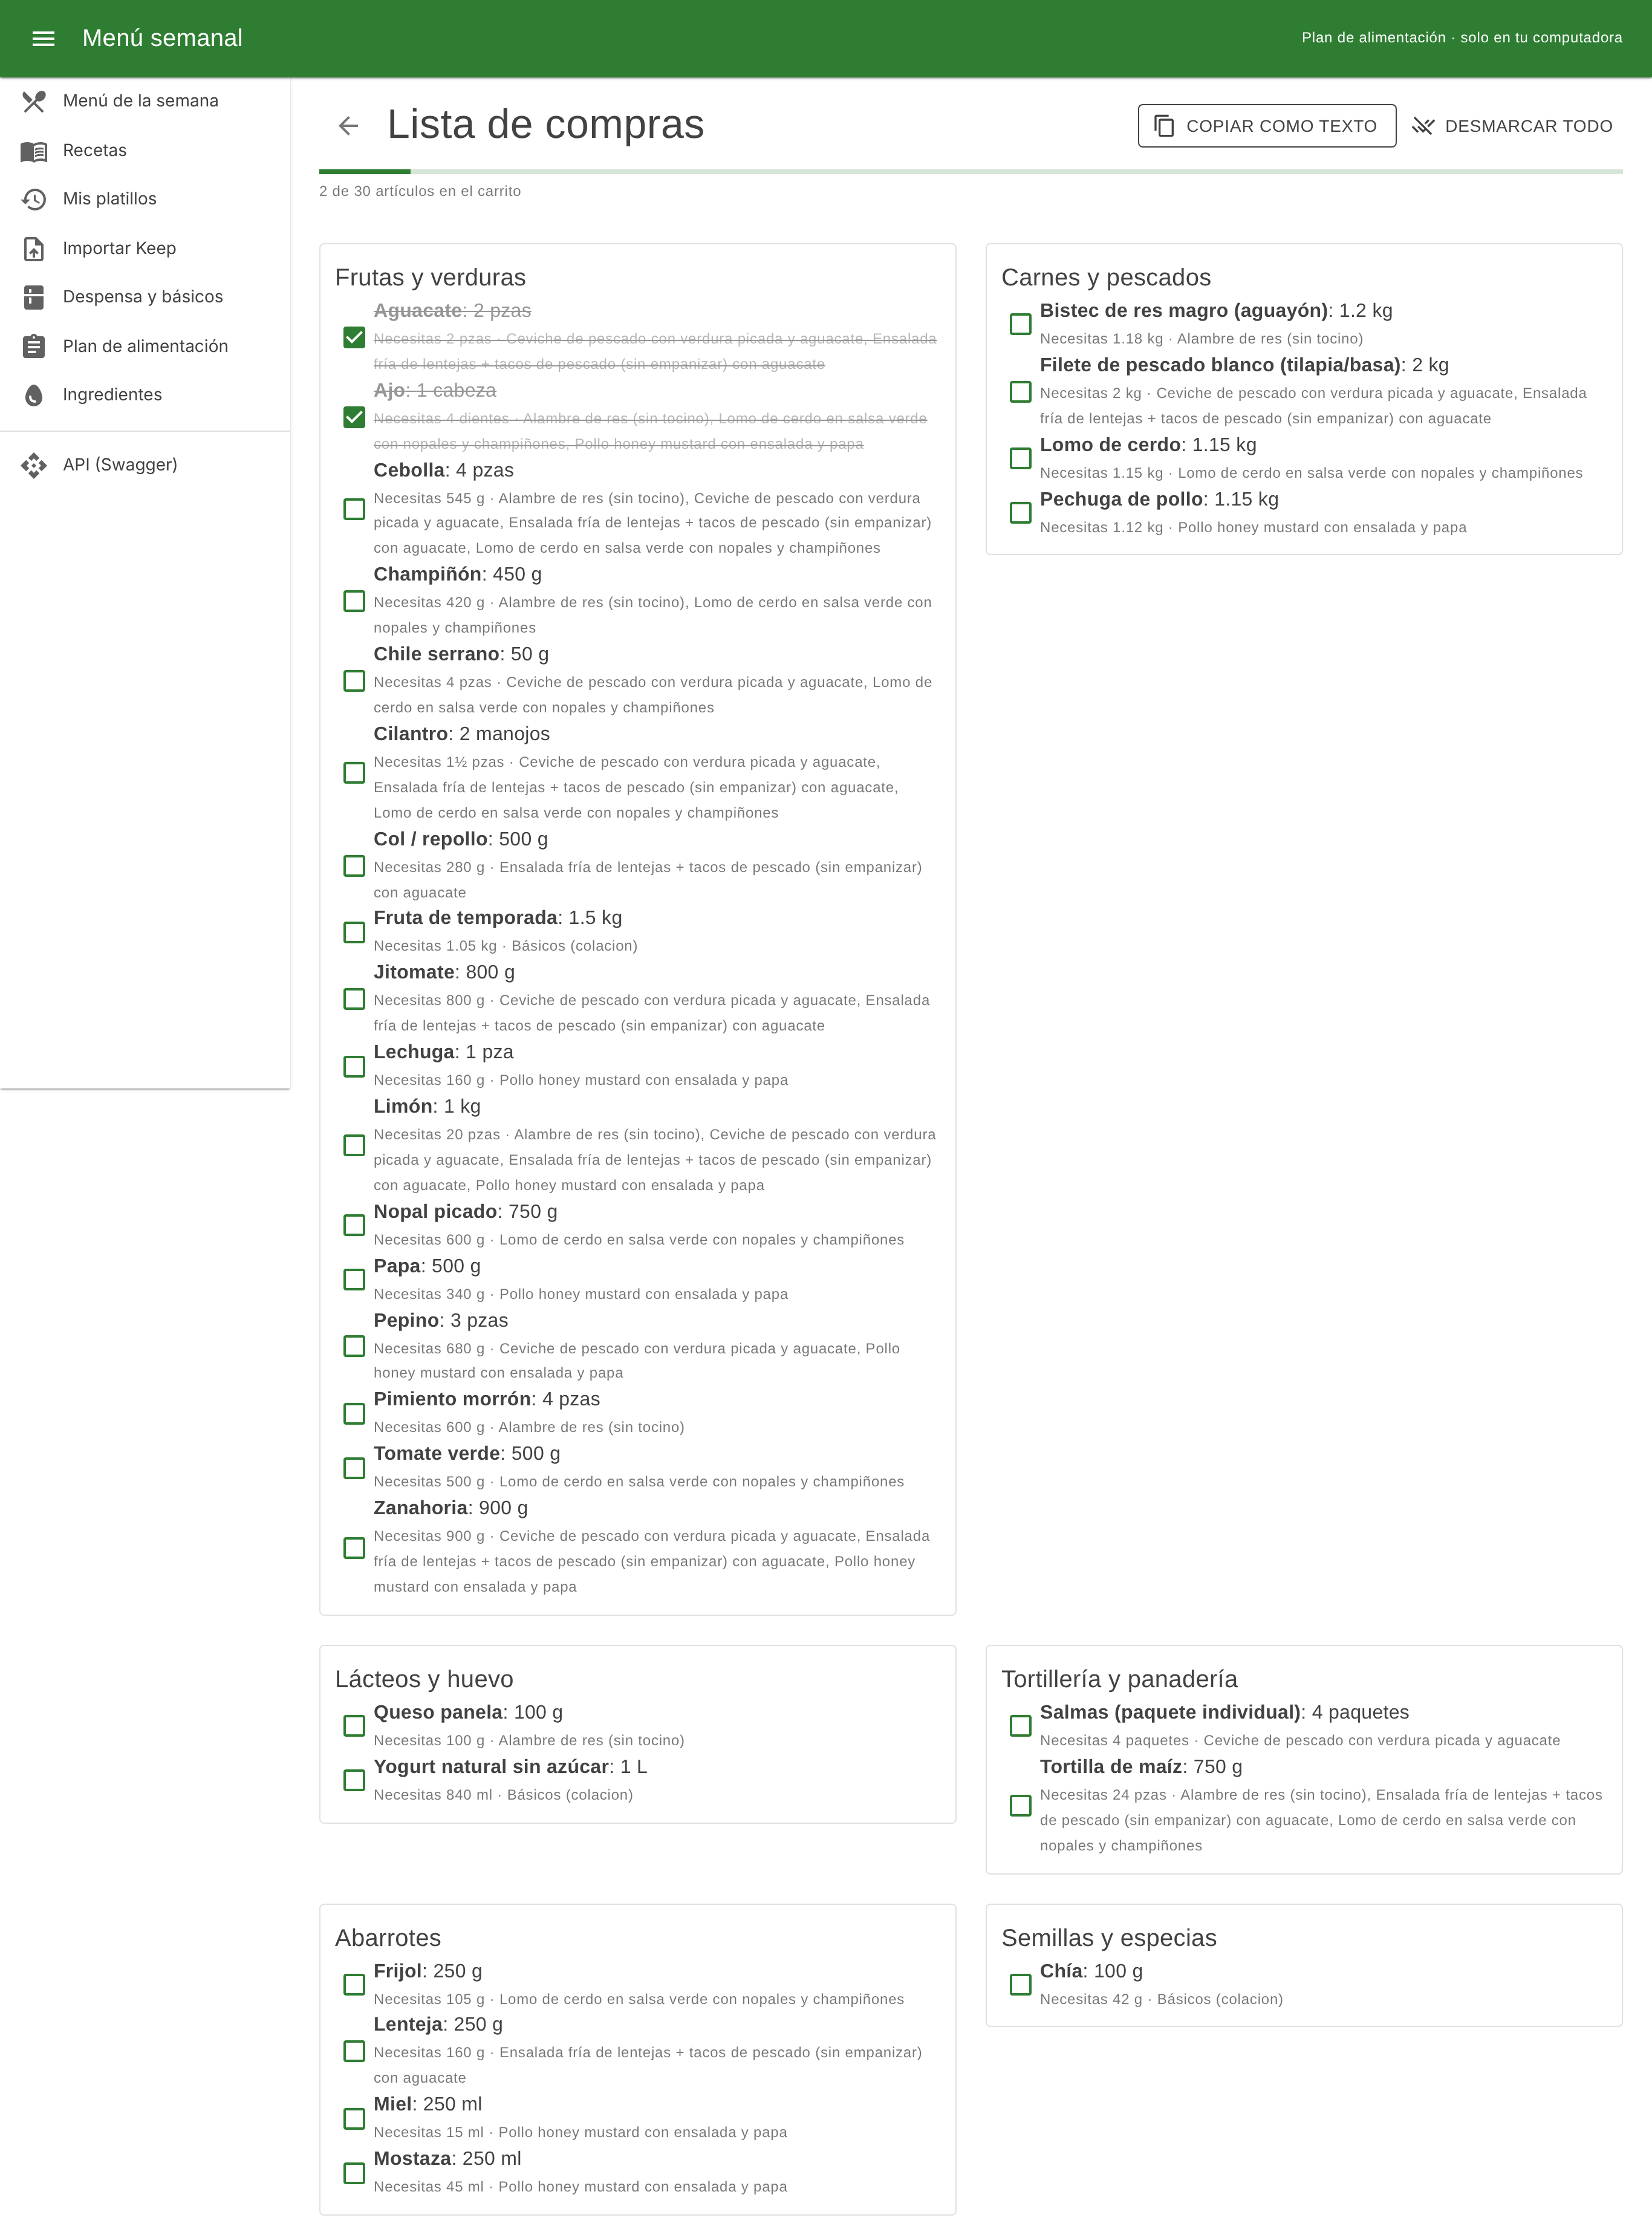 Menú semanal
Plan de alimentación · solo en tu computadora
Menú de la semana
Recetas
Mis platillos
Importar Keep
Despensa y básicos
Plan de alimentación
Ingredientes
API (Swagger)
Lista de compras
COPIAR COMO TEXTO
DESMARCAR TODO
2 de 30 artículos en el carrito
Frutas y verduras
Aguacate: 2 pzas
Necesitas 2 pzas · Ceviche de pescado con verdura picada y aguacate, Ensalada
fría de lentejas + tacos de pescado (sin empanizar) con aguacate
Ajo: 1 cabeza
Necesitas 4 dientes · Alambre de res (sin tocino), Lomo de cerdo en salsa verde
con nopales y champiñones, Pollo honey mustard con ensalada y papa
Cebolla: 4 pzas
Necesitas 545 g · Alambre de res (sin tocino), Ceviche de pescado con verdura
picada y aguacate, Ensalada fría de lentejas + tacos de pescado (sin empanizar)
con aguacate, Lomo de cerdo en salsa verde con nopales y champiñones
Champiñón: 450 g
Necesitas 420 g · Alambre de res (sin tocino), Lomo de cerdo en salsa verde con
nopales y champiñones
Chile serrano: 50 g
Necesitas 4 pzas · Ceviche de pescado con verdura picada y aguacate, Lomo de
cerdo en salsa verde con nopales y champiñones
Cilantro: 2 manojos
Necesitas 1½ pzas · Ceviche de pescado con verdura picada y aguacate,
Ensalada fría de lentejas + tacos de pescado (sin empanizar) con aguacate,
Lomo de cerdo en salsa verde con nopales y champiñones
Col / repollo: 500 g
Necesitas 280 g · Ensalada fría de lentejas + tacos de pescado (sin empanizar)
con aguacate
Fruta de temporada: 1.5 kg
Necesitas 1.05 kg · Básicos (colacion)
Jitomate: 800 g
Necesitas 800 g · Ceviche de pescado con verdura picada y aguacate, Ensalada
fría de lentejas + tacos de pescado (sin empanizar) con aguacate
Lechuga: 1 pza
Necesitas 160 g · Pollo honey mustard con ensalada y papa
Limón: 1 kg
Necesitas 20 pzas · Alambre de res (sin tocino), Ceviche de pescado con verdura
picada y aguacate, Ensalada fría de lentejas + tacos de pescado (sin empanizar)
con aguacate, Pollo honey mustard con ensalada y papa
Nopal picado: 750 g
Necesitas 600 g · Lomo de cerdo en salsa verde con nopales y champiñones
Papa: 500 g
Necesitas 340 g · Pollo honey mustard con ensalada y papa
Pepino: 3 pzas
Necesitas 680 g · Ceviche de pescado con verdura picada y aguacate, Pollo
honey mustard con ensalada y papa
Pimiento morrón: 4 pzas
Necesitas 600 g · Alambre de res (sin tocino)
Tomate verde: 500 g
Necesitas 500 g · Lomo de cerdo en salsa verde con nopales y champiñones
Zanahoria: 900 g
Necesitas 900 g · Ceviche de pescado con verdura picada y aguacate, Ensalada
fría de lentejas + tacos de pescado (sin empanizar) con aguacate, Pollo honey
mustard con ensalada y papa
Carnes y pescados
Bistec de res magro (aguayón): 1.2 kg
Necesitas 1.18 kg · Alambre de res (sin tocino)
Filete de pescado blanco (tilapia/basa): 2 kg
Necesitas 2 kg · Ceviche de pescado con verdura picada y aguacate, Ensalada
fría de lentejas + tacos de pescado (sin empanizar) con aguacate
Lomo de cerdo: 1.15 kg
Necesitas 1.15 kg · Lomo de cerdo en salsa verde con nopales y champiñones
Pechuga de pollo: 1.15 kg
Necesitas 1.12 kg · Pollo honey mustard con ensalada y papa
Lácteos y huevo
Queso panela: 100 g
Necesitas 100 g · Alambre de res (sin tocino)
Yogurt natural sin azúcar: 1 L
Necesitas 840 ml · Básicos (colacion)
Tortillería y panadería
Salmas (paquete individual): 4 paquetes
Necesitas 4 paquetes · Ceviche de pescado con verdura picada y aguacate
Tortilla de maíz: 750 g
Necesitas 24 pzas · Alambre de res (sin tocino), Ensalada fría de lentejas + tacos
de pescado (sin empanizar) con aguacate, Lomo de cerdo en salsa verde con
nopales y champiñones
Abarrotes
Frijol: 250 g
Necesitas 105 g · Lomo de cerdo en salsa verde con nopales y champiñones
Lenteja: 250 g
Necesitas 160 g · Ensalada fría de lentejas + tacos de pescado (sin empanizar)
con aguacate
Miel: 250 ml
Necesitas 15 ml · Pollo honey mustard con ensalada y papa
Mostaza: 250 ml
Necesitas 45 ml · Pollo honey mustard con ensalada y papa
Semillas y especias
Chía: 100 g
Necesitas 42 g · Básicos (colacion)